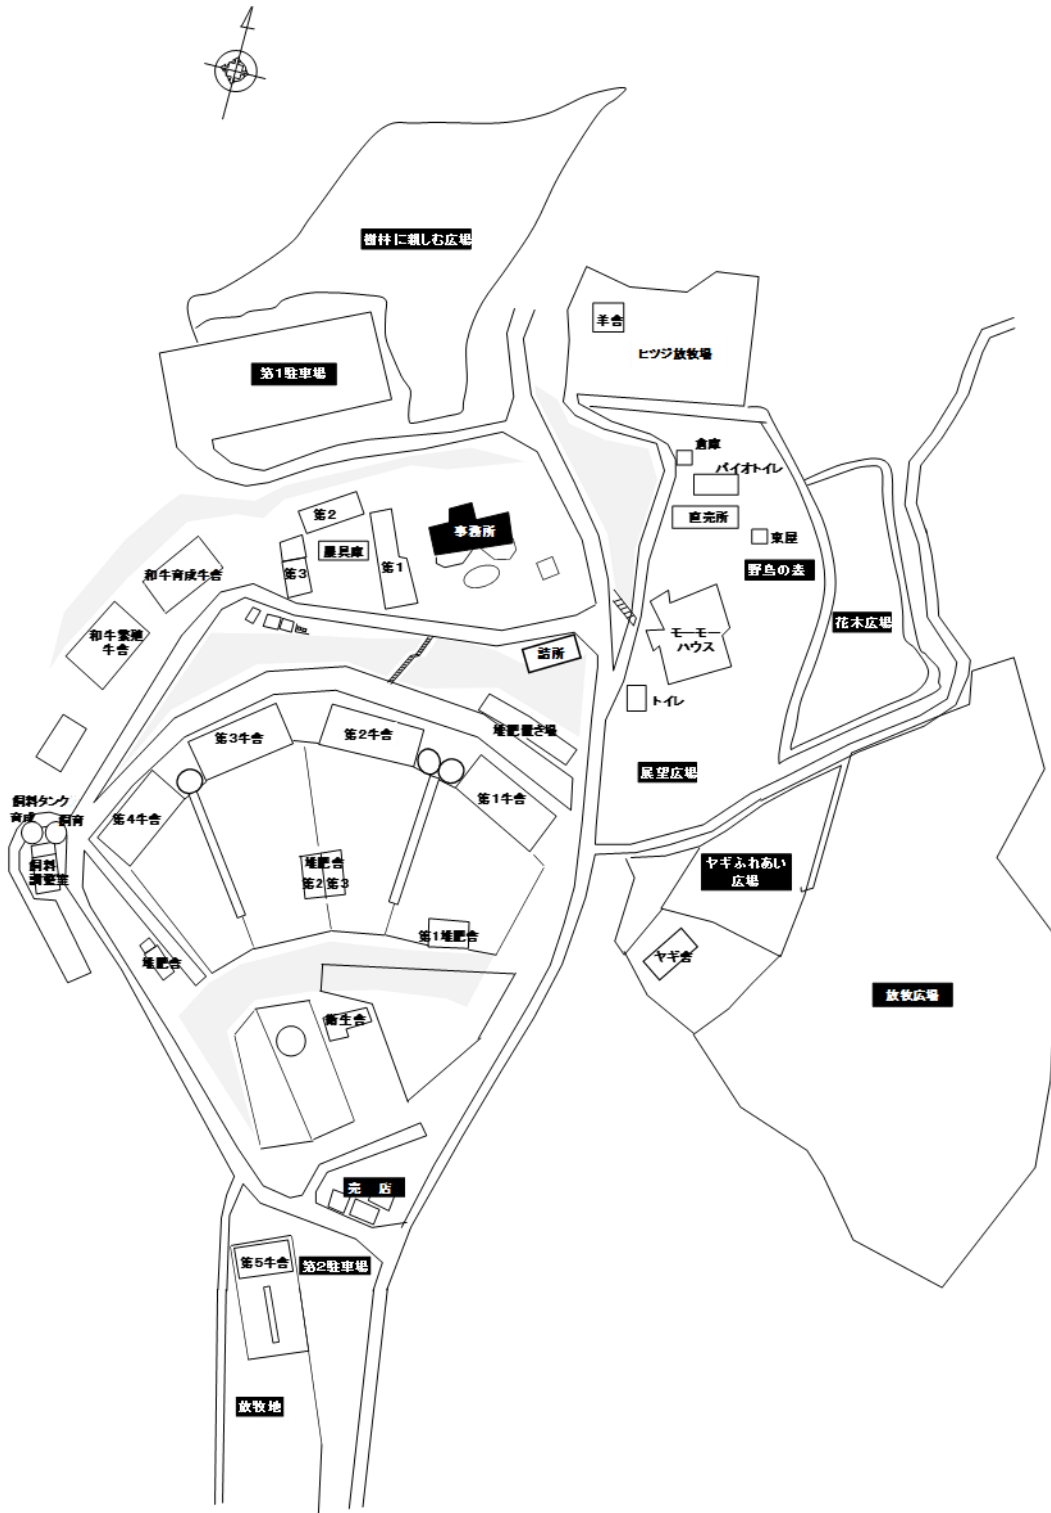 樹林に親しむ広場
羊舎
ヒツジ放牧場
第1駐車場
倉庫
バイオトイレ
直売所
東屋
野鳥の森
花木広場
第2
農具庫
第1
第3
事務所
和牛育成牛舎
和牛繁殖
牛舎
詰所
モーモー
ハウス
トイレ
堆肥置き場
展望広場
第3牛舎
第2牛舎
第1牛舎
第4牛舎
飼料タンク
育成
飼育
飼料
調整室
堆肥舎
第2
第3
第1堆肥舎
堆肥舎
ヤギふれあい
広場
ヤギ舎
放牧広場
衛生舎
売 店
第5牛舎
第2駐車場
放牧地